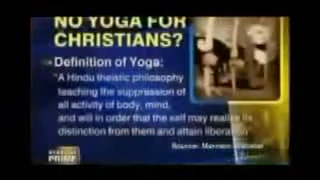 NO YOGA FOR
CHRISTIANS?
Definition of Yoga:
"A Hindu theistic philosophy
teaching the suppression of
all activity of body, mind,
and will in order that the self may realize its
distinction from them and attain liberation"
PRIME